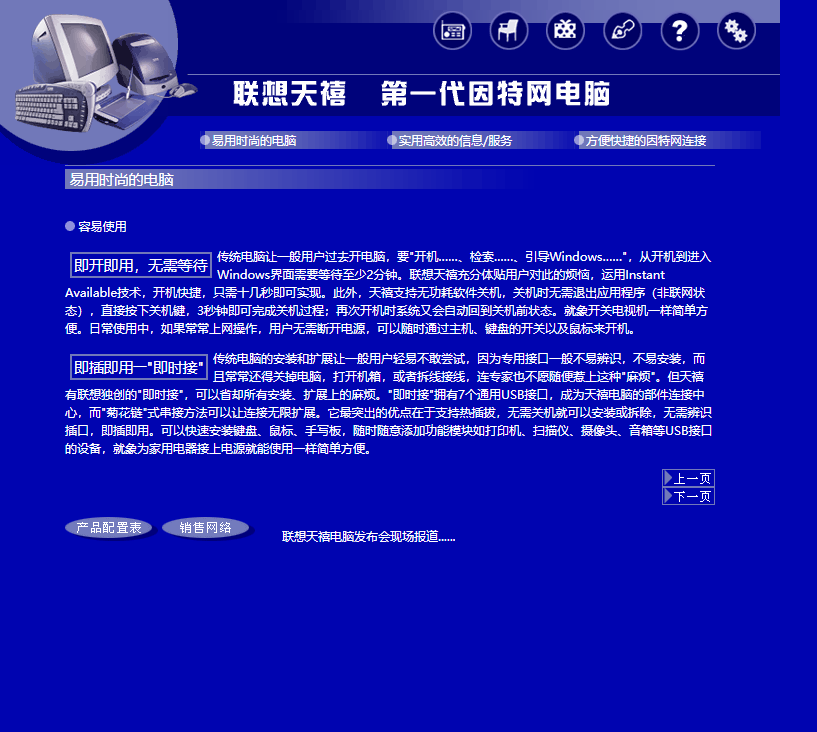 联想天禧 第一代因特网电脑
易用时尚的电脑 实用高效的信息/服务 方便快捷的因特网连接
易用时尚的电脑
容易使用
即开即用，无需等待
传统电脑让一般用户过去开电脑，要"开机……、检索……、引导Windows……"，从开机到进入
Windows界面需要等待至少2分钟。联想天禧充分体贴用户对此的烦恼，运用Instant
Available技术，开机快捷，只需十几秒即可实现。此外，天禧支持无功耗软件关机，关机时无需退出应用程序（非联网状
态），直接按下关机键，3秒钟即可完成关机过程；再次开机时系统又会自动回到关机前状态。就象开关电视机一样简单方
便。日常使用中，如果常常上网操作，用户无需断开电源，可以随时通过主机、键盘的开关以及鼠标来开机。
即插即用一"即时接"
传统电脑的安装和扩展让一般用户轻易不敢尝试，因为专用接口一般不易辨识，不易安装，而
且常常还得关掉电脑，打开机箱，或者拆线接线，连专家也不愿随便惹上这种"麻烦"。但天禧
有联想独创的"即时接"，可以省却所有安装、扩展上的麻烦。"即时接"拥有7个通用USB接口，成为天禧电脑的部件连接中
心，而"菊花链"式串接方法可以让连接无限扩展。它最突出的优点在于支持热插拔，无需关机就可以安装或拆除，无需辨识
插口，即插即用。可以快速安装键盘、鼠标、手写板，随时随意添加功能模块如打印机、扫描仪、摄像头、音箱等USB接口
的设备，就象为家用电器接上电源就能使用一样简单方便。
上一页
下一页
产品配置表 销售网络 联想天禧电脑发布会现场报道……